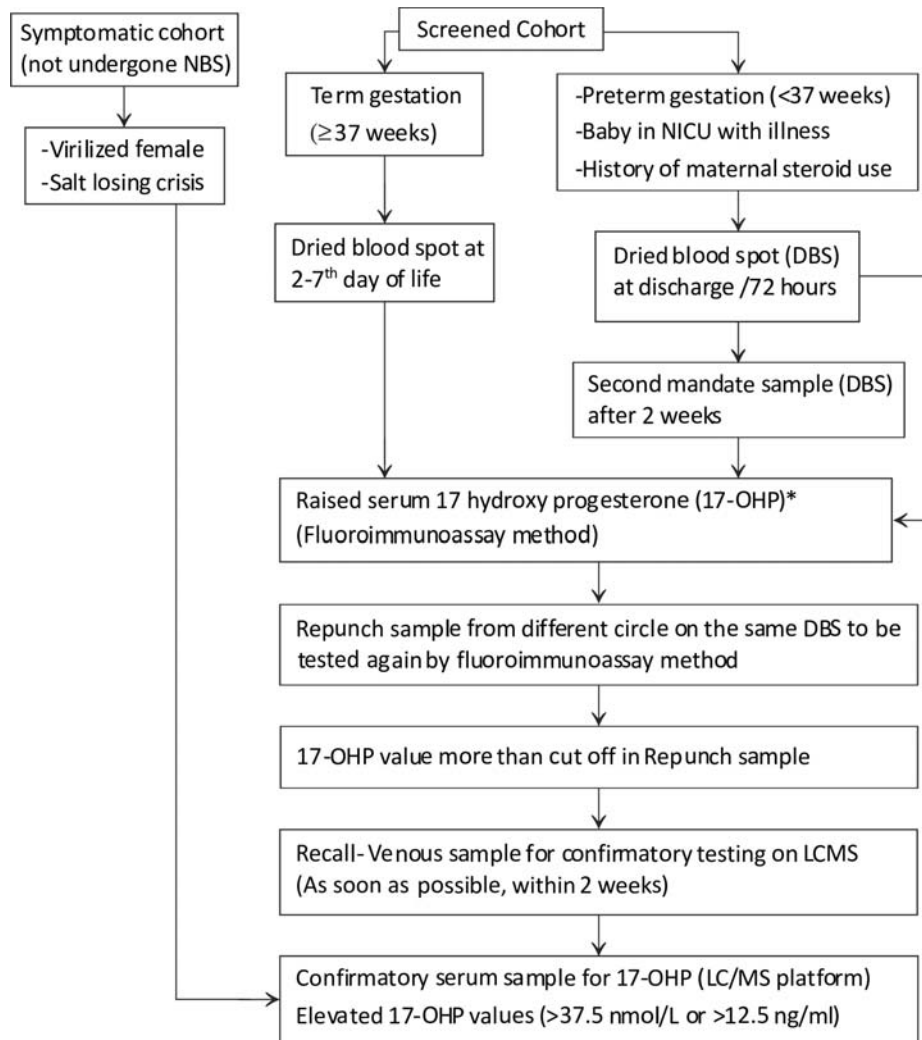 Symptomatic cohort
(not undergone NBS)
Screened Cohort
-Virilized female
-Salt losing crisis
Term gestation
(≥37 weeks)
-Preterm gestation (<37 weeks)
-Baby in NICU with illness
-History of maternal steroid use
Dried blood spot at
2-7th day of life
Dried blood spot (DBS)
at discharge /72 hours
Second mandate sample (DBS)
after 2 weeks
Raised serum 17 hydroxy progesterone (17-OHP)*
(Fluoroimmunoassay method)
Repunch sample from different circle on the same DBS to be
tested again by fluoroimmunoassay method
17-OHP value more than cut off in Repunch sample
Recall- Venous sample for confirmatory testing on LCMS
(As soon as possible, within 2 weeks)
Confirmatory serum sample for 17-OHP (LC/MS platform)
Elevated 17-OHP values (>37.5 nmol/L or >12.5 ng/ml)